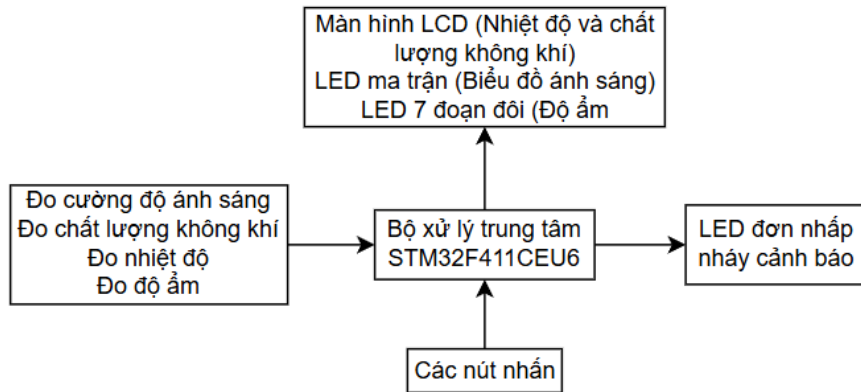 Màn hình LCD (Nhiệt độ và chất
lượng không khí)
LED ma trận (Biểu đồ ánh sáng)
LED 7 đoạn đôi (Độ ẩm
Đo cường độ ánh sáng
Đo chất lượng không khí
Đo nhiệt độ
Đo độ ẩm
Bộ xử lý trung tâm
STM32F411CEU6
LED đơn nhấp
nháy cảnh báo
Các nút nhấn